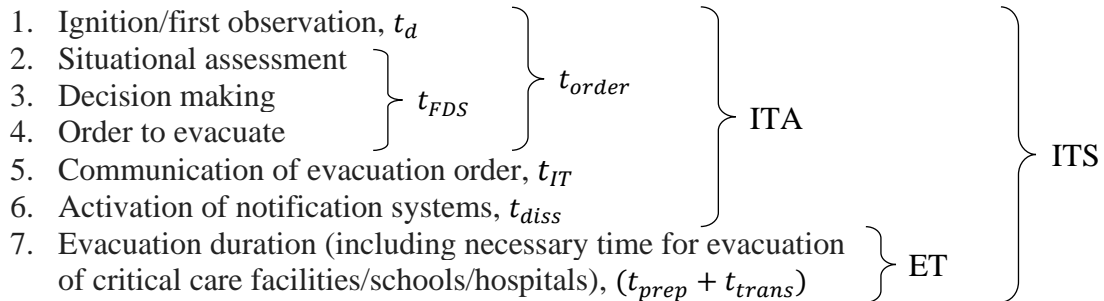 1. Ignition/first observation, t_d
2. Situational assessment
3. Decision making
4. Order to evacuate
5. Communication of evacuation order, t_IT
6. Activation of notification systems, t_diss
7. Evacuation duration (including necessary time for evacuation
of critical care facilities/schools/hospitals), (t_prep + t_trans)
t_FDS
t_order
ITA
ET
ITS